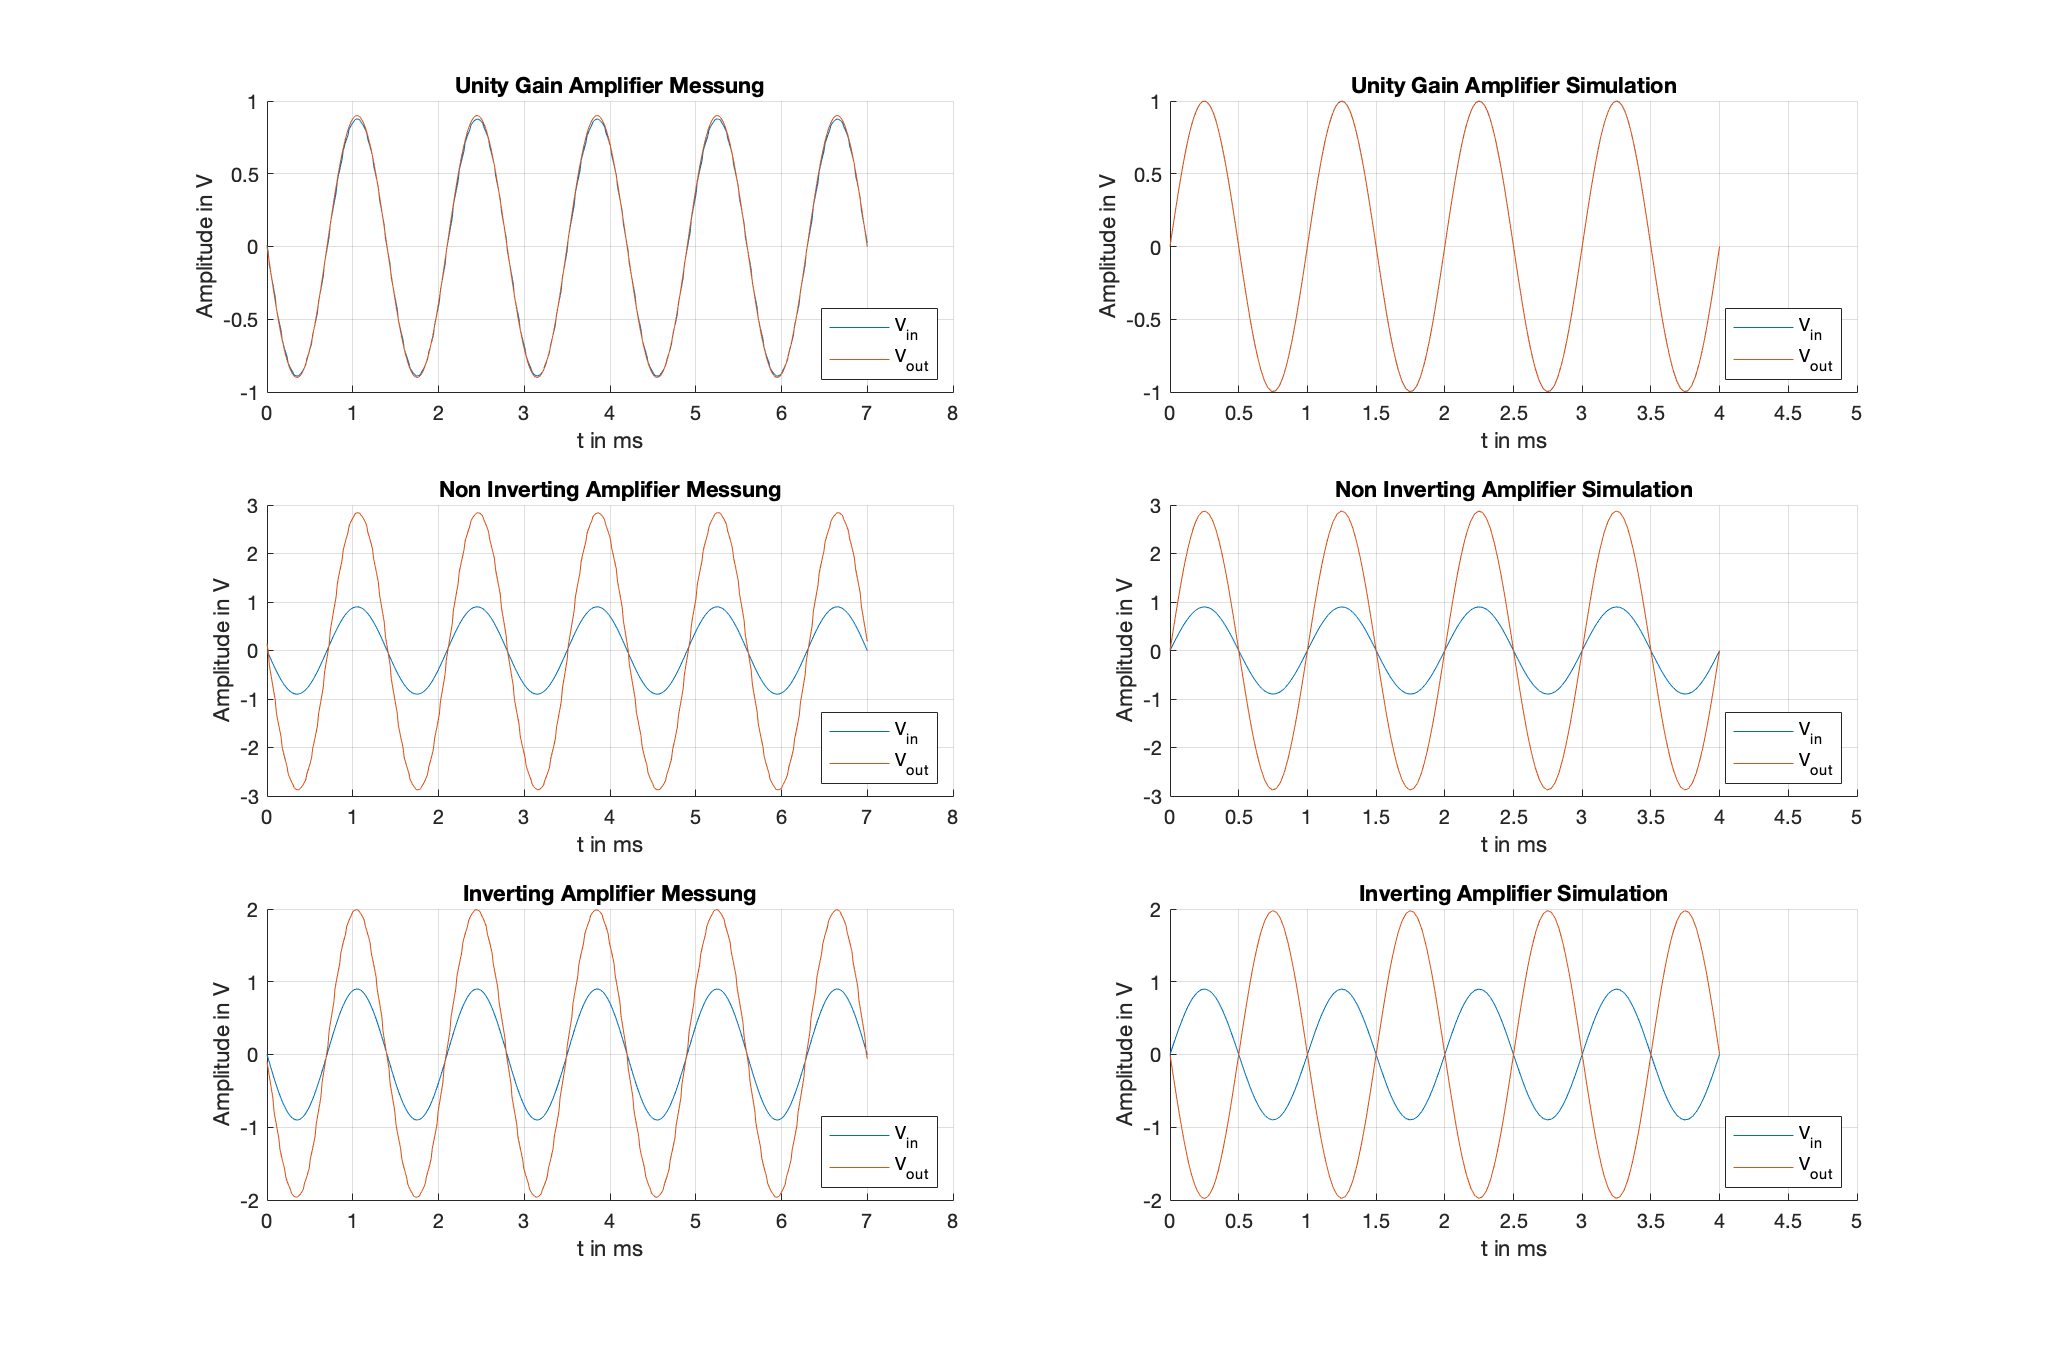 Unity Gain Amplifier Messung
Amplitude in V
1
0.5
0
-0.5
-1
0 1 2 3 4 5 6 7 8
t in ms
V_in
V_out
Unity Gain Amplifier Simulation
Amplitude in V
1
0.5
0
-0.5
-1
0 0.5 1 1.5 2 2.5 3 3.5 4 4.5 5
t in ms
V_in
V_out
Non Inverting Amplifier Messung
Amplitude in V
3
2
1
0
-1
-2
-3
0 1 2 3 4 5 6 7 8
t in ms
V_in
V_out
Non Inverting Amplifier Simulation
Amplitude in V
3
2
1
0
-1
-2
-3
0 0.5 1 1.5 2 2.5 3 3.5 4 4.5 5
t in ms
V_in
V_out
Inverting Amplifier Messung
Amplitude in V
2
1
0
-1
-2
0 1 2 3 4 5 6 7 8
t in ms
V_in
V_out
Inverting Amplifier Simulation
Amplitude in V
2
1
0
-1
-2
0 0.5 1 1.5 2 2.5 3 3.5 4 4.5 5
t in ms
V_in
V_out